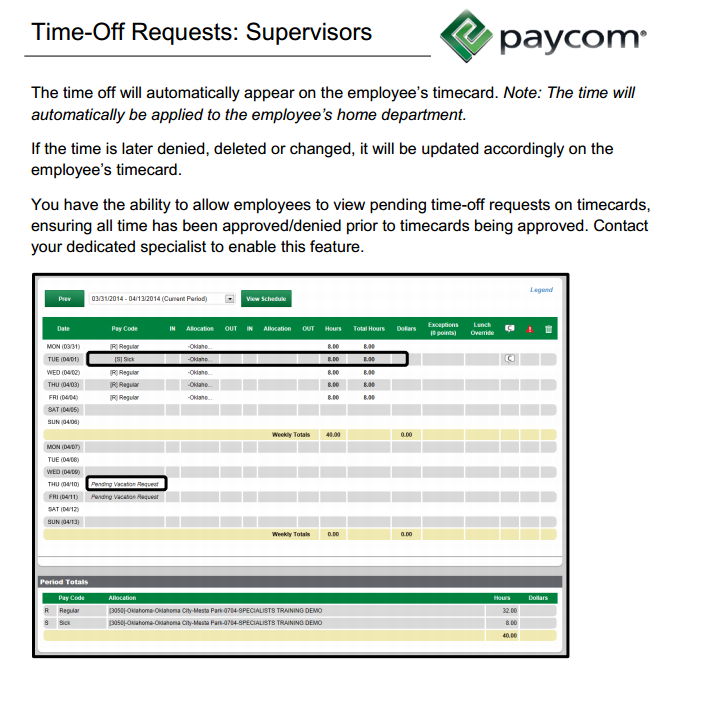 Time-Off Requests: Supervisors
paycom
The time off will automatically appear on the employee's timecard. Note: The time will
automatically be applied to the employee's home department.
If the time is later denied, deleted or changed, it will be updated accordingly on the
employee's timecard.
You have the ability to allow employees to view pending time-off requests on timecards,
ensuring all time has been approved/denied prior to timecards being approved. Contact
your dedicated specialist to enable this feature.
Legend
Prev 03/31/2014 - 04/13/2014 (Current Period) View Schedule
Date Pay Code IN Allocation OUT IN Allocation OUT Hours Total Hours Dollars Exceptions (0 points) Lunch Override
MON (03/31) [R] Regular -Oklaho... 8.00 8.00
TUE (04/01) [S] Sick -Oklaho... 8.00 8.00 C
WED (04/02) [R] Regular -Oklaho... 8.00 8.00
THU (04/03) [R] Regular -Oklaho... 8.00 8.00
FRI (04/04) [R] Regular -Oklaho... 8.00 8.00
SAT (04/05)
SUN (04/06)
Weekly Totals 40.00 0.00
MON (04/07)
TUE (04/08)
WED (04/09)
THU (04/10) Pending Vacation Request
FRI (04/11) Pending Vacation Request
SAT (04/12)
SUN (04/13)
Weekly Totals 0.00 0.00
Period Totals
Pay Code Allocation Hours Dollars
R Regular [3050]-Oklahoma-Oklahoma City-Mesta Park-0704-SPECIALISTS TRAINING DEMO 32.00
S Sick [3050]-Oklahoma-Oklahoma City-Mesta Park-0704-SPECIALISTS TRAINING DEMO 8.00
40.00